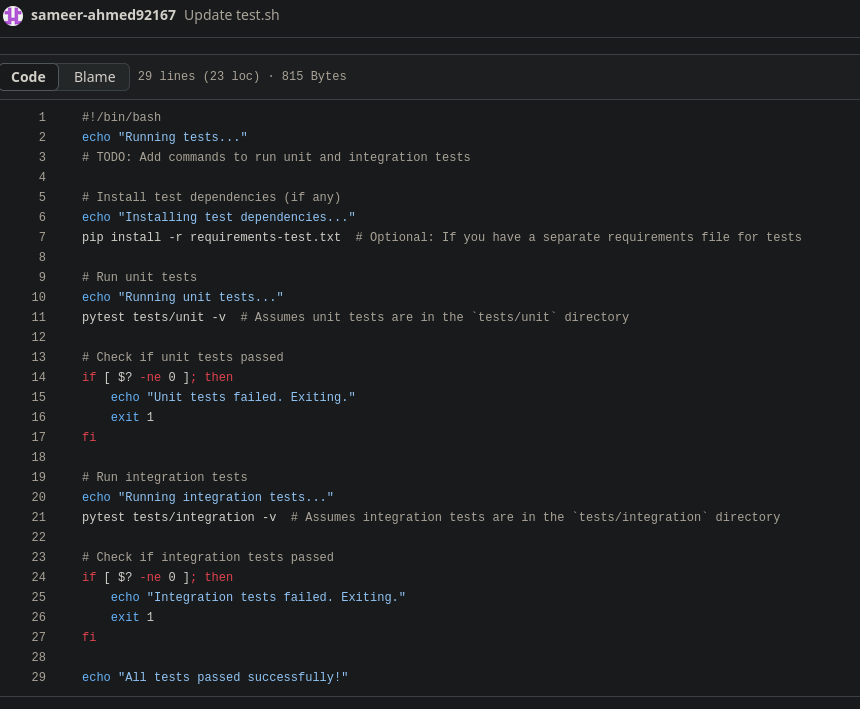 sameer-ahmed92167 Update test.sh
Code Blame 29 lines (23 loc) · 815 Bytes
1 #!/bin/bash
2 echo "Running tests..."
3 # TODO: Add commands to run unit and integration tests
4
5 # Install test dependencies (if any)
6 echo "Installing test dependencies..."
7 pip install -r requirements-test.txt  # Optional: If you have a separate requirements file for tests
8
9 # Run unit tests
10 echo "Running unit tests..."
11 pytest tests/unit -v  # Assumes unit tests are in the `tests/unit` directory
12
13 # Check if unit tests passed
14 if [ $? -ne 0 ]; then
15     echo "Unit tests failed. Exiting."
16     exit 1
17 fi
18
19 # Run integration tests
20 echo "Running integration tests..."
21 pytest tests/integration -v  # Assumes integration tests are in the `tests/integration` directory
22
23 # Check if integration tests passed
24 if [ $? -ne 0 ]; then
25     echo "Integration tests failed. Exiting."
26     exit 1
27 fi
28
29 echo "All tests passed successfully!"